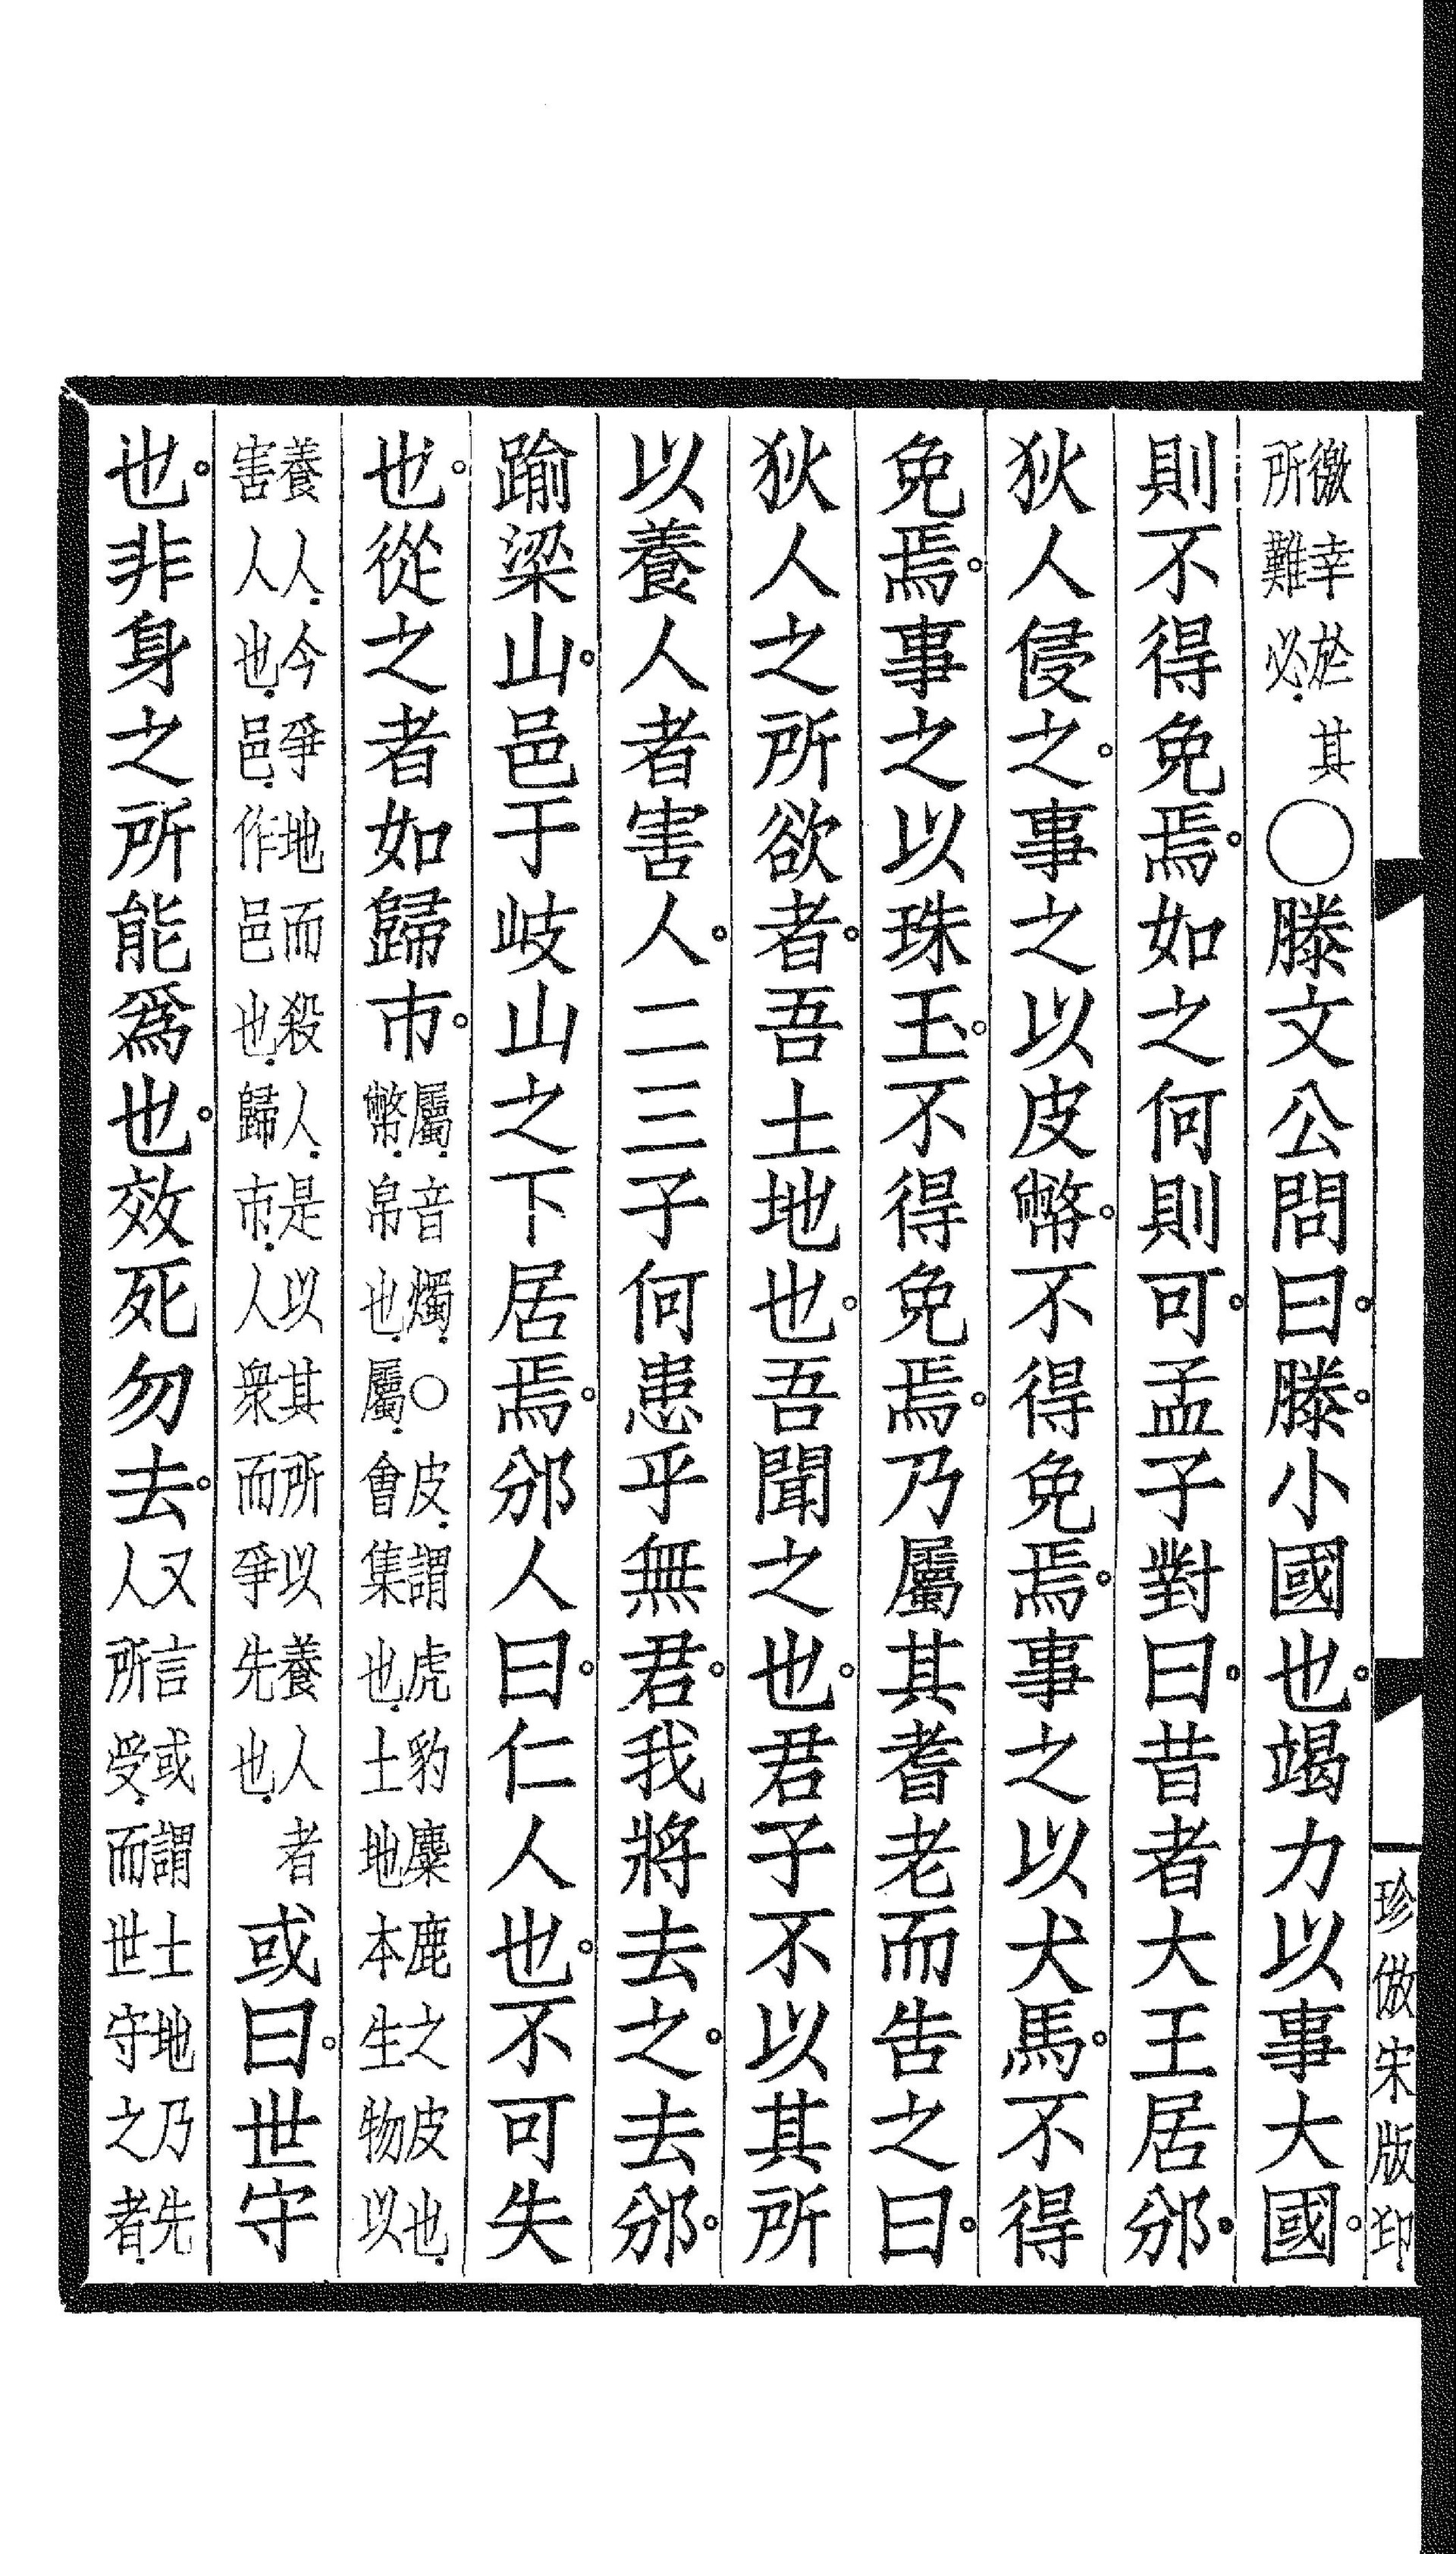 徼幸於其所難必。○滕文公問曰。滕。小國也。竭力以事大國。
則不得免焉。如之何則可。孟子對曰。昔者大王居邠。
狄人侵之。事之以皮幣。不得免焉。事之以犬馬。不得
免焉。事之以珠玉。不得免焉。乃屬其耆老而告之曰。
狄人之所欲者。吾土地也。吾聞之也。君子不以其所
以養人者害人。二三子何患乎無君。我將去之。去邠。
踰梁山。邑于岐山之下居焉。邠人曰。仁人也。不可失
也。從之者如歸市。屬音燭。○皮。謂虎豹麋鹿之皮也。幣。帛也。屬。會集也。土地本生物以
養人。今爭地而殺人。是以其所以養人者害人也。邑。作邑也。歸市。人衆而爭先也。或曰。世守
也。非身之所能爲也。效死勿去。又言或謂土地乃先人所受。而世守之者。
珍倣宋版印